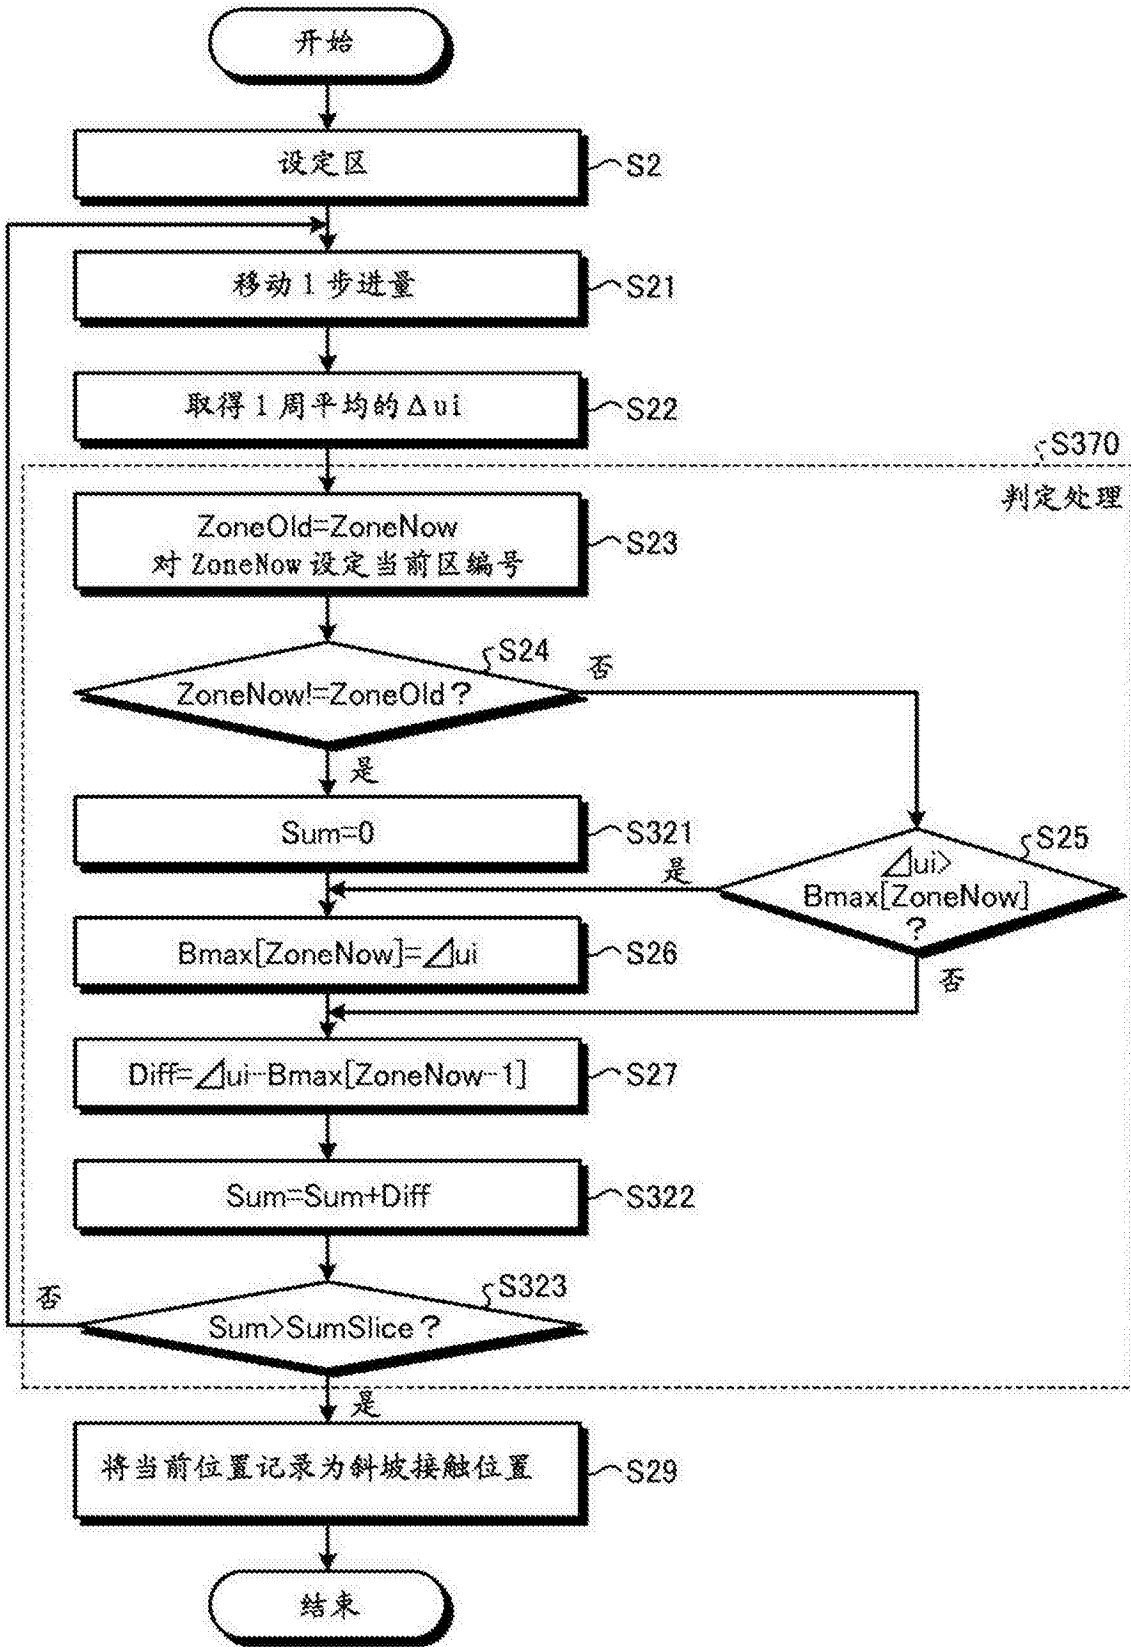 开始
设定区
S2
移动1步进量
S21
取得1周平均的Δui
S22
S370
判定处理
ZoneOld=ZoneNow
对ZoneNow设定当前区编号
S23
S24
ZoneNow!=ZoneOld?
否
是
Sum=0
S321
S25
⊿ui>
Bmax[ZoneNow]
?
是
否
Bmax[ZoneNow]=⊿ui
S26
Diff=⊿ui-Bmax[ZoneNow-1]
S27
Sum=Sum+Diff
S322
S323
否
Sum>SumSlice?
是
将当前位置记录为斜坡接触位置
S29
结束